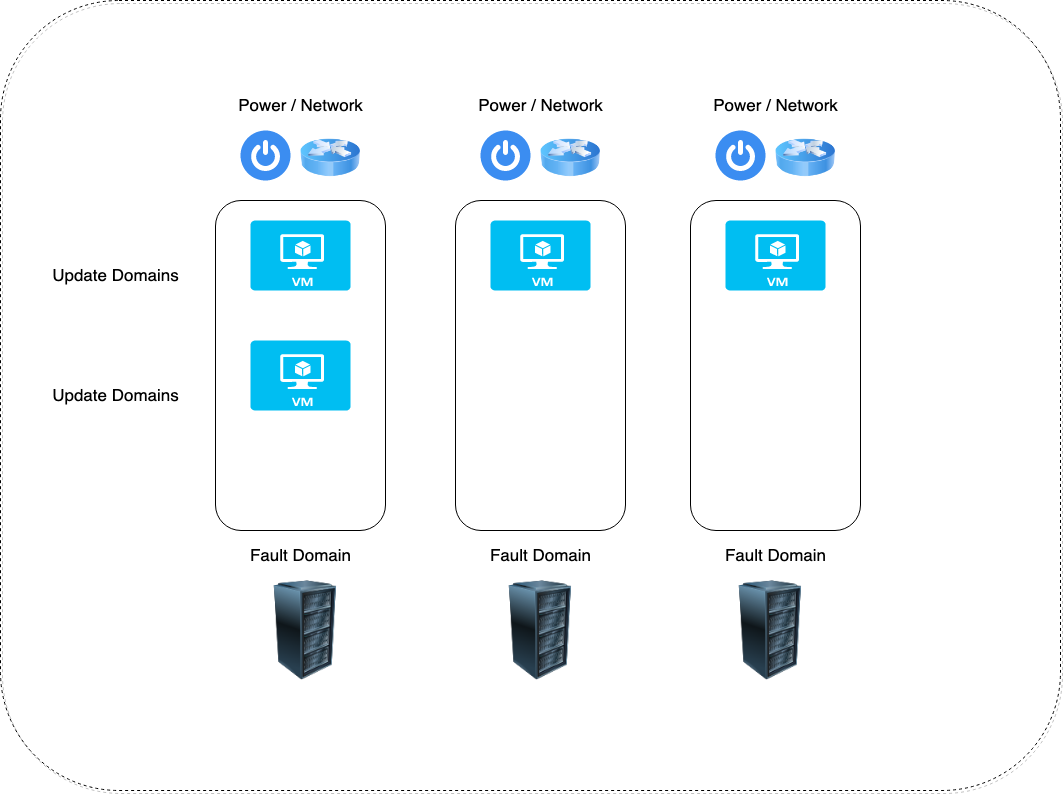 Power / Network
Power / Network
Power / Network
Update Domains
VM
VM
VM
Update Domains
VM
Fault Domain
Fault Domain
Fault Domain